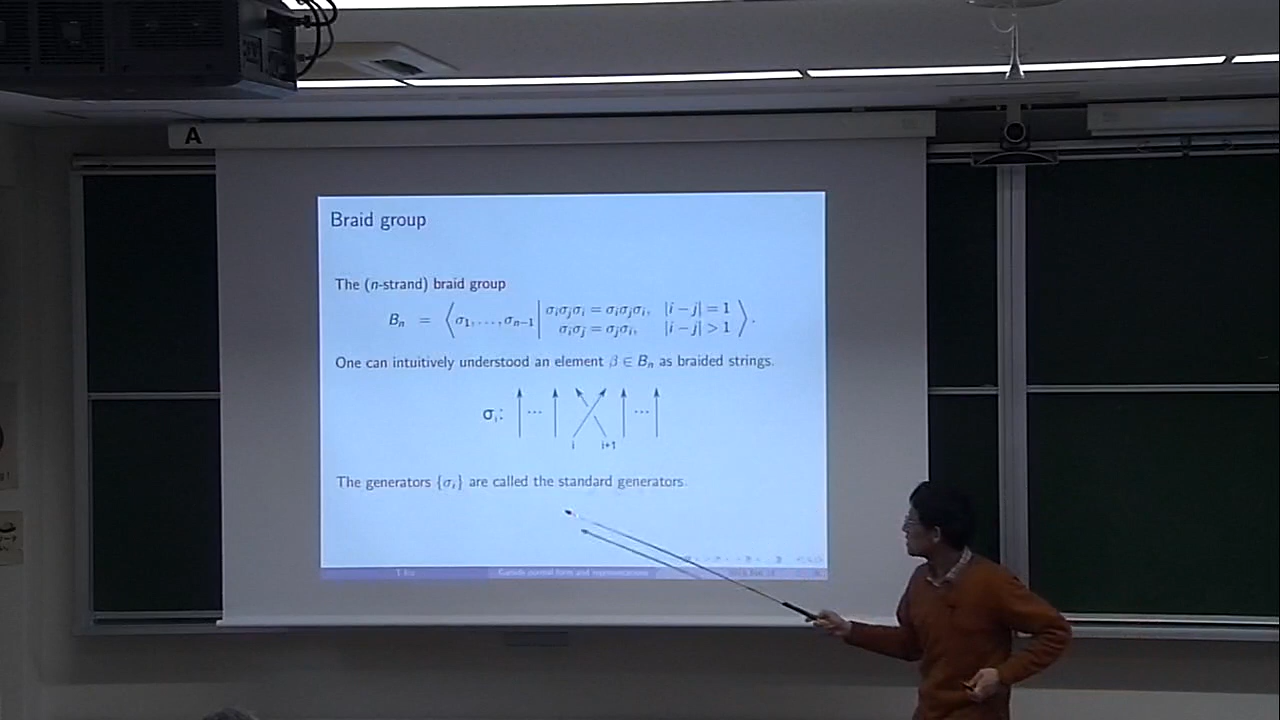 A
Braid group
The (n-strand) braid group
B_n = ⟨ σ_1, …, σ_{n−1} | σ_iσ_jσ_i = σ_iσ_jσ_i, |i − j| = 1
σ_iσ_j = σ_jσ_i, |i − j| > 1 ⟩.
One can intuitively understood an element β ∈ B_n as braided strings.
σ_i: ⋯ ⋯
i i+1
The generators {σ_i} are called the standard generators.
Garside normal form and representations